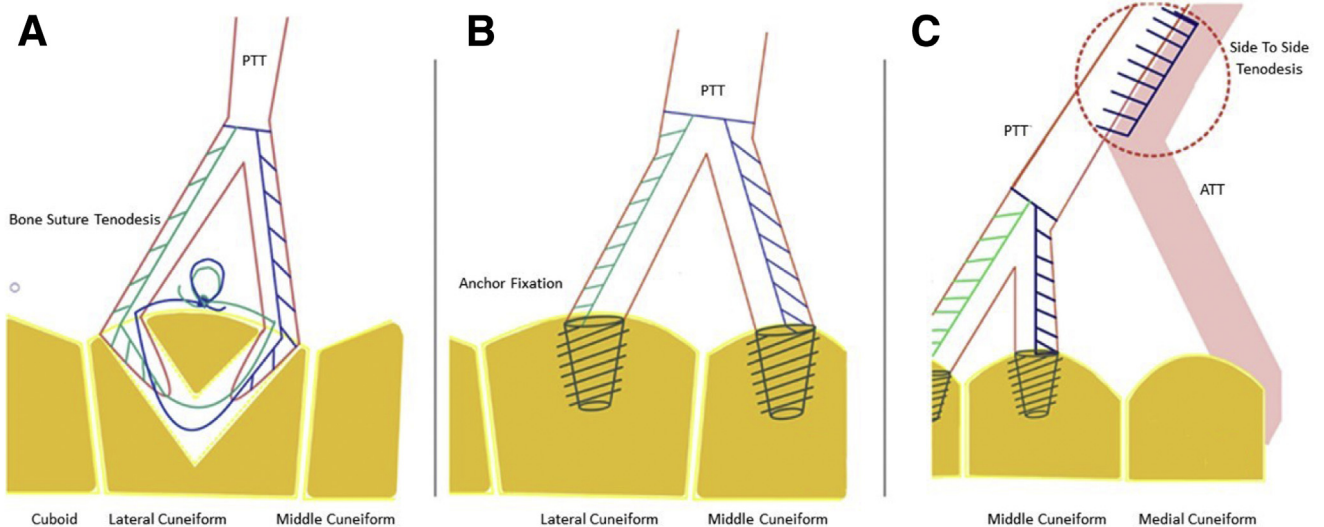 A
PTT
Bone Suture Tenodesis
Cuboid
Lateral Cuneiform
Middle Cuneiform
B
PTT
Anchor Fixation
Lateral Cuneiform
Middle Cuneiform
C
Side To Side
Tenodesis
PTT
ATT
Middle Cuneiform
Medial Cuneiform